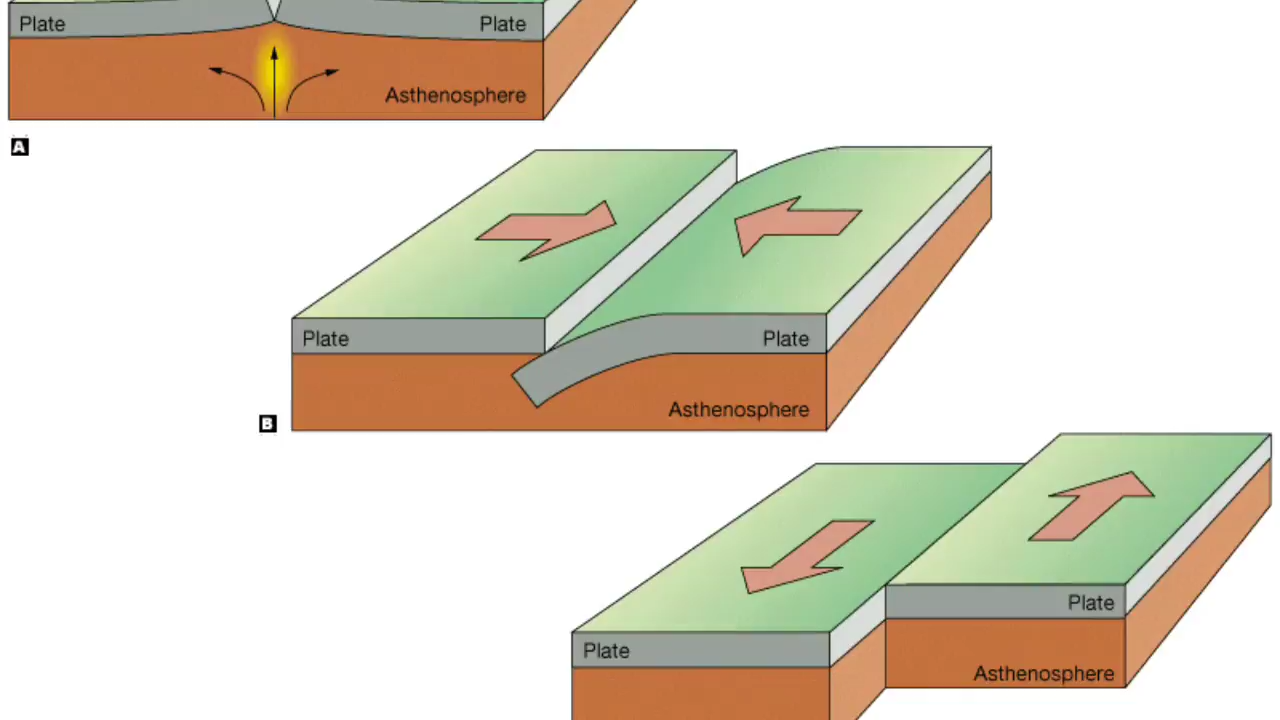 Plate Plate
Asthenosphere
A
Plate Plate
Asthenosphere
B
Plate
Plate
Asthenosphere